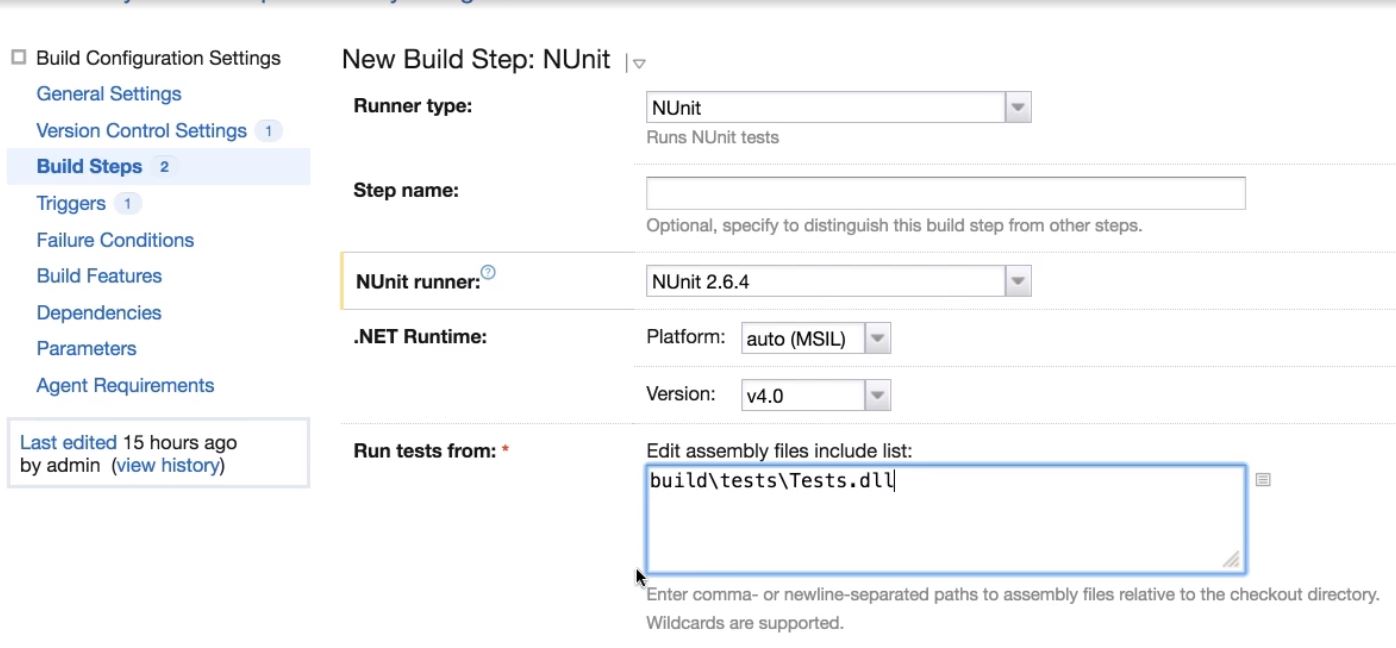 Build Configuration Settings
General Settings
Version Control Settings 1
Build Steps 2
Triggers 1
Failure Conditions
Build Features
Dependencies
Parameters
Agent Requirements
Last edited 15 hours ago
by admin (view history)
New Build Step: NUnit
Runner type:
NUnit
Runs NUnit tests
Step name:
Optional, specify to distinguish this build step from other steps.
NUnit runner: ?
NUnit 2.6.4
.NET Runtime:
Platform: auto (MSIL)
Version: v4.0
Run tests from: *
Edit assembly files include list:
build\tests\Tests.dll
Enter comma- or newline-separated paths to assembly files relative to the checkout directory.
Wildcards are supported.